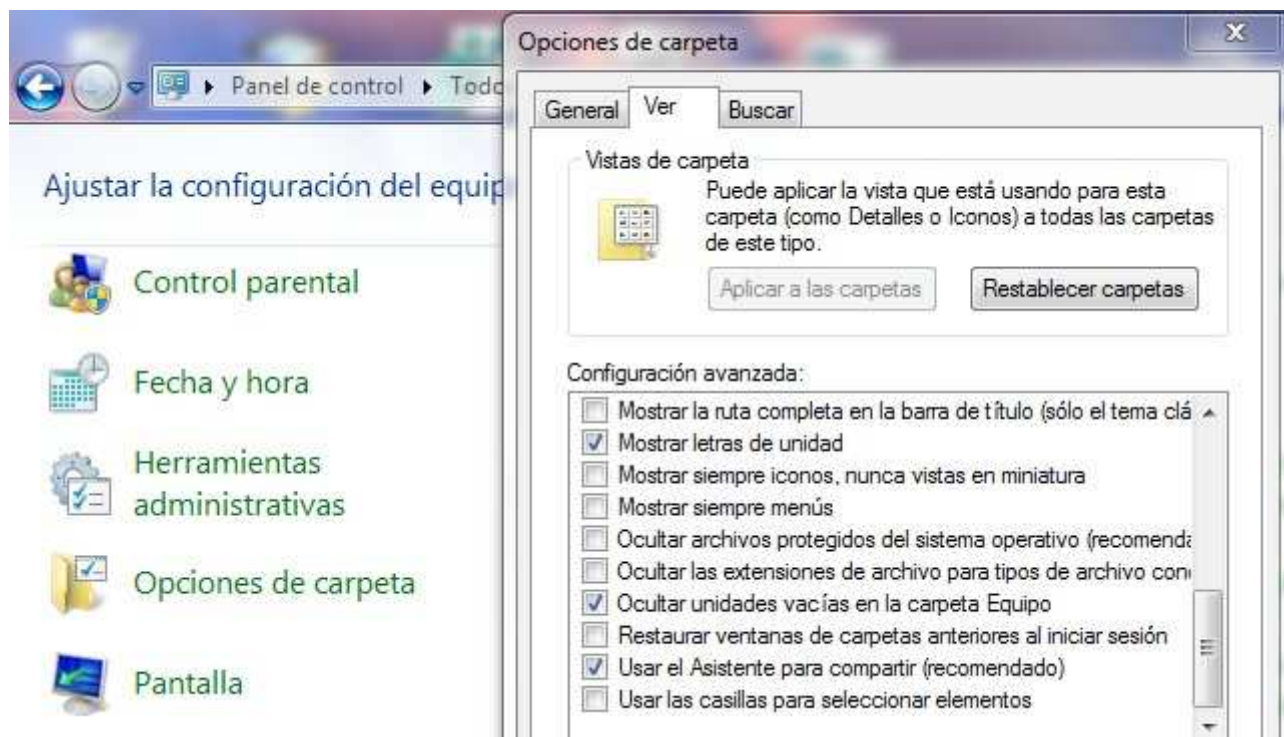 Panel de control
Ajustar la configuración del
Control parental
Fecha y hora
Herramientas
administrativas
Opciones de carpeta
Pantalla
Opciones de carpeta
General
Ver
Buscar
Vistas de carpeta
Puede aplicar la vista que está usando para esta
carpeta (como Detalles o Iconos) a todas las carpetas
de este tipo.
Aplicar a las carpetas
Restablecer carpetas
Configuración avanzada:
Mostrar la ruta completa en la barra de título (sólo el tema
Mostrar letras de unidad
Mostrar siempre iconos, nunca vistas en miniatura
Mostrar siempre menús
Ocultar archivos protegidos del sistema operativo
Ocultar las extensiones de archivo para tipos de archivo
Ocultar unidades vacías en la carpeta Equipo
Restaurar ventanas de carpetas anteriores al iniciar sesión
Usar el Asistente para compartir (recomendado)
Usar las casillas para seleccionar elementos